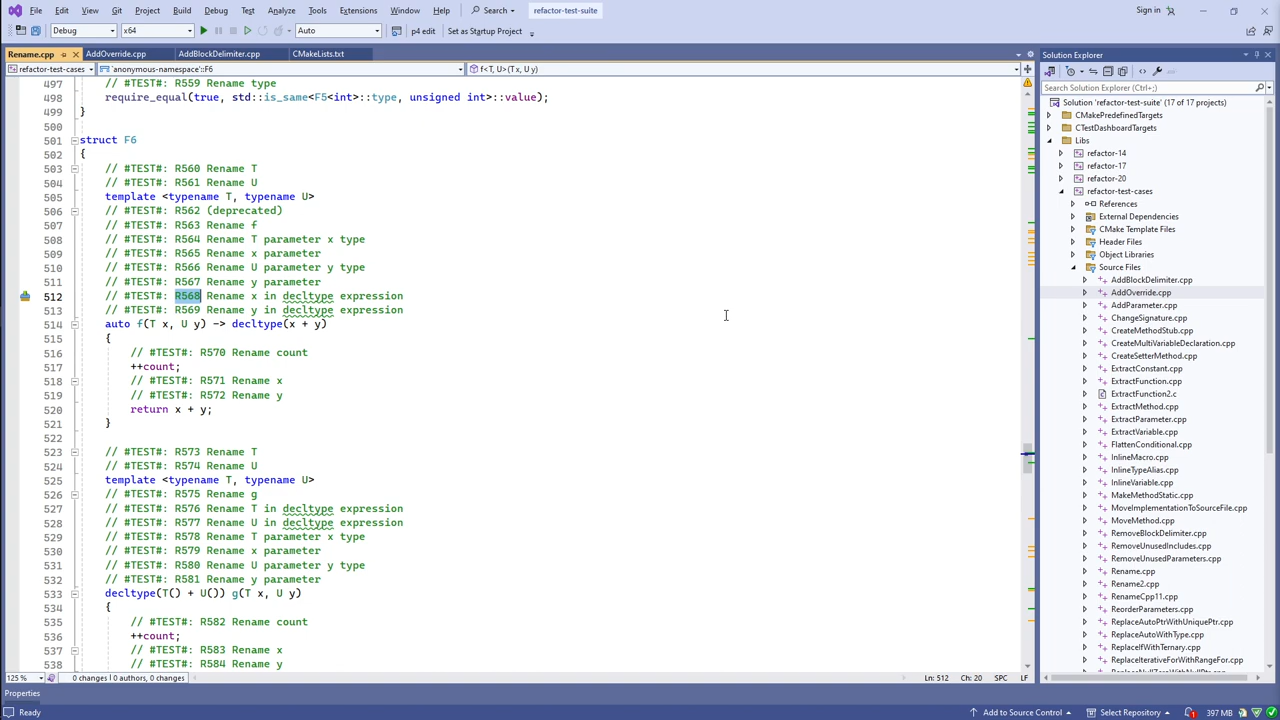 File Edit View Git Project Build Debug Test Analyze Tools Extensions Window Help Search refactor-test-suite Sign in
Debug x64 Auto p4 edit Set as Startup Project
Rename.cpp AddOverride.cpp AddBlockDelimiter.cpp CMakeLists.txt
refactor-test-cases `anonymous-namespace'::F6 f<T, U>(T x, U y)
497 // #TEST#: R559 Rename type
498 require_equal(true, std::is_same<F5<int>::type, unsigned int>::value);
499 }
500
501 struct F6
502 {
503 // #TEST#: R560 Rename T
504 // #TEST#: R561 Rename U
505 template <typename T, typename U>
506 // #TEST#: R562 (deprecated)
507 // #TEST#: R563 Rename f
508 // #TEST#: R564 Rename T parameter x type
509 // #TEST#: R565 Rename x parameter
510 // #TEST#: R566 Rename U parameter y type
511 // #TEST#: R567 Rename y parameter
512 // #TEST#: R568 Rename x in decltype expression
513 // #TEST#: R569 Rename y in decltype expression
514 auto f(T x, U y) -> decltype(x + y)
515 {
516 // #TEST#: R570 Rename count
517 ++count;
518 // #TEST#: R571 Rename x
519 // #TEST#: R572 Rename y
520 return x + y;
521 }
522
523 // #TEST#: R573 Rename T
524 // #TEST#: R574 Rename U
525 template <typename T, typename U>
526 // #TEST#: R575 Rename g
527 // #TEST#: R576 Rename T in decltype expression
528 // #TEST#: R577 Rename U in decltype expression
529 // #TEST#: R578 Rename T parameter x type
530 // #TEST#: R579 Rename x parameter
531 // #TEST#: R580 Rename U parameter y type
532 // #TEST#: R581 Rename y parameter
533 decltype(T() + U()) g(T x, U y)
534 {
535 // #TEST#: R582 Rename count
536 ++count;
537 // #TEST#: R583 Rename x
538 // #TEST#: R584 Rename y
125 % 0 changes | 0 authors, 0 changes Ln: 512 Ch: 20 SPC LF
Solution Explorer
Search Solution Explorer (Ctrl+;)
Solution 'refactor-test-suite' (17 of 17 projects)
CMakePredefinedTargets
CTestDashboardTargets
Libs
refactor-14
refactor-17
refactor-20
refactor-test-cases
References
External Dependencies
CMake Template Files
Header Files
Object Libraries
Source Files
AddBlockDelimiter.cpp
AddOverride.cpp
AddParameter.cpp
ChangeSignature.cpp
CreateMethodStub.cpp
CreateMultiVariableDeclaration.cpp
CreateSetterMethod.cpp
ExtractConstant.cpp
ExtractFunction.cpp
ExtractFunction2.c
ExtractMethod.cpp
ExtractParameter.cpp
ExtractVariable.cpp
FlattenConditional.cpp
InlineMacro.cpp
InlineTypeAlias.cpp
InlineVariable.cpp
MakeMethodStatic.cpp
MoveImplementationToSourceFile.cpp
MoveMethod.cpp
RemoveBlockDelimiter.cpp
RemoveUnusedIncludes.cpp
RemoveUnusedParameters.cpp
Rename.cpp
Rename2.cpp
RenameCpp11.cpp
ReorderParameters.cpp
ReplaceAutoPtrWithUniquePtr.cpp
ReplaceAutoWithType.cpp
ReplaceIfWithTernary.cpp
ReplaceIterativeForWithRangeFor.cpp
ReplaceNullZeroWithNullPtr.cpp
Properties
Ready Add to Source Control Select Repository 1 397 MB